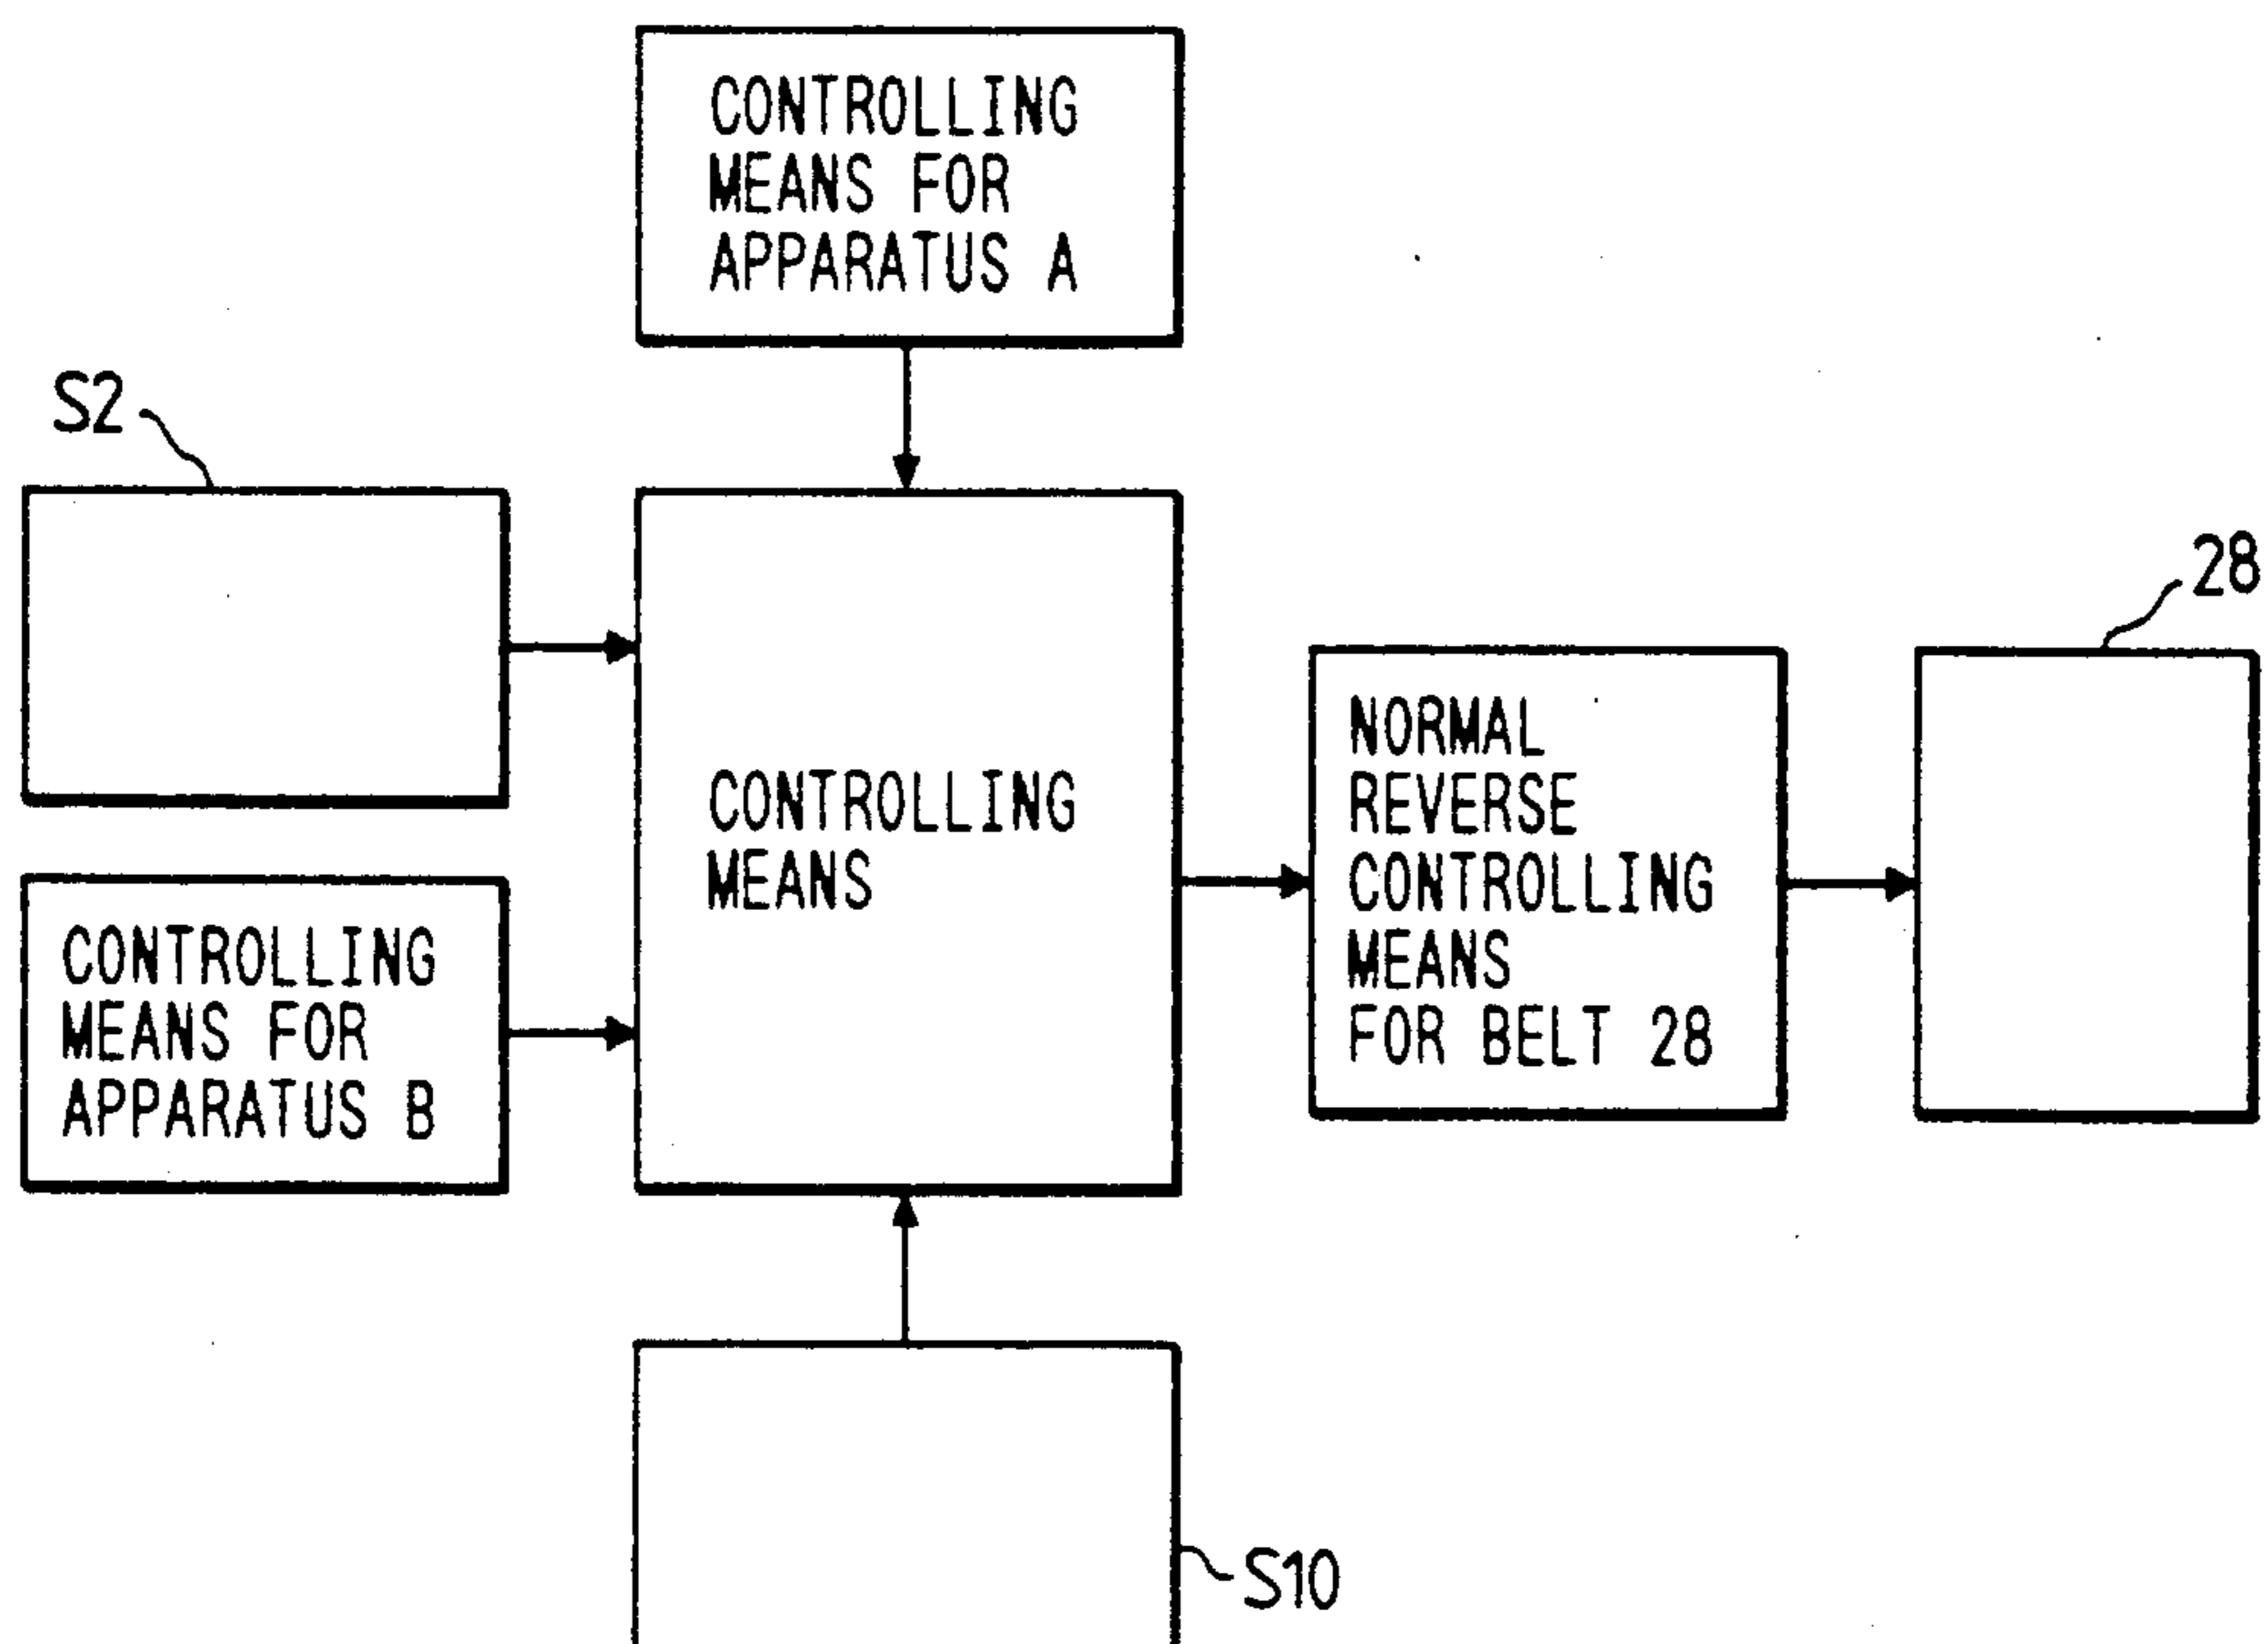 CONTROLLING
MEANS FOR
APPARATUS A
S2
28
CONTROLLING
MEANS
NORMAL
REVERSE
CONTROLLING
MEANS
FOR BELT 28
CONTROLLING
MEANS FOR
APPARATUS B
S10